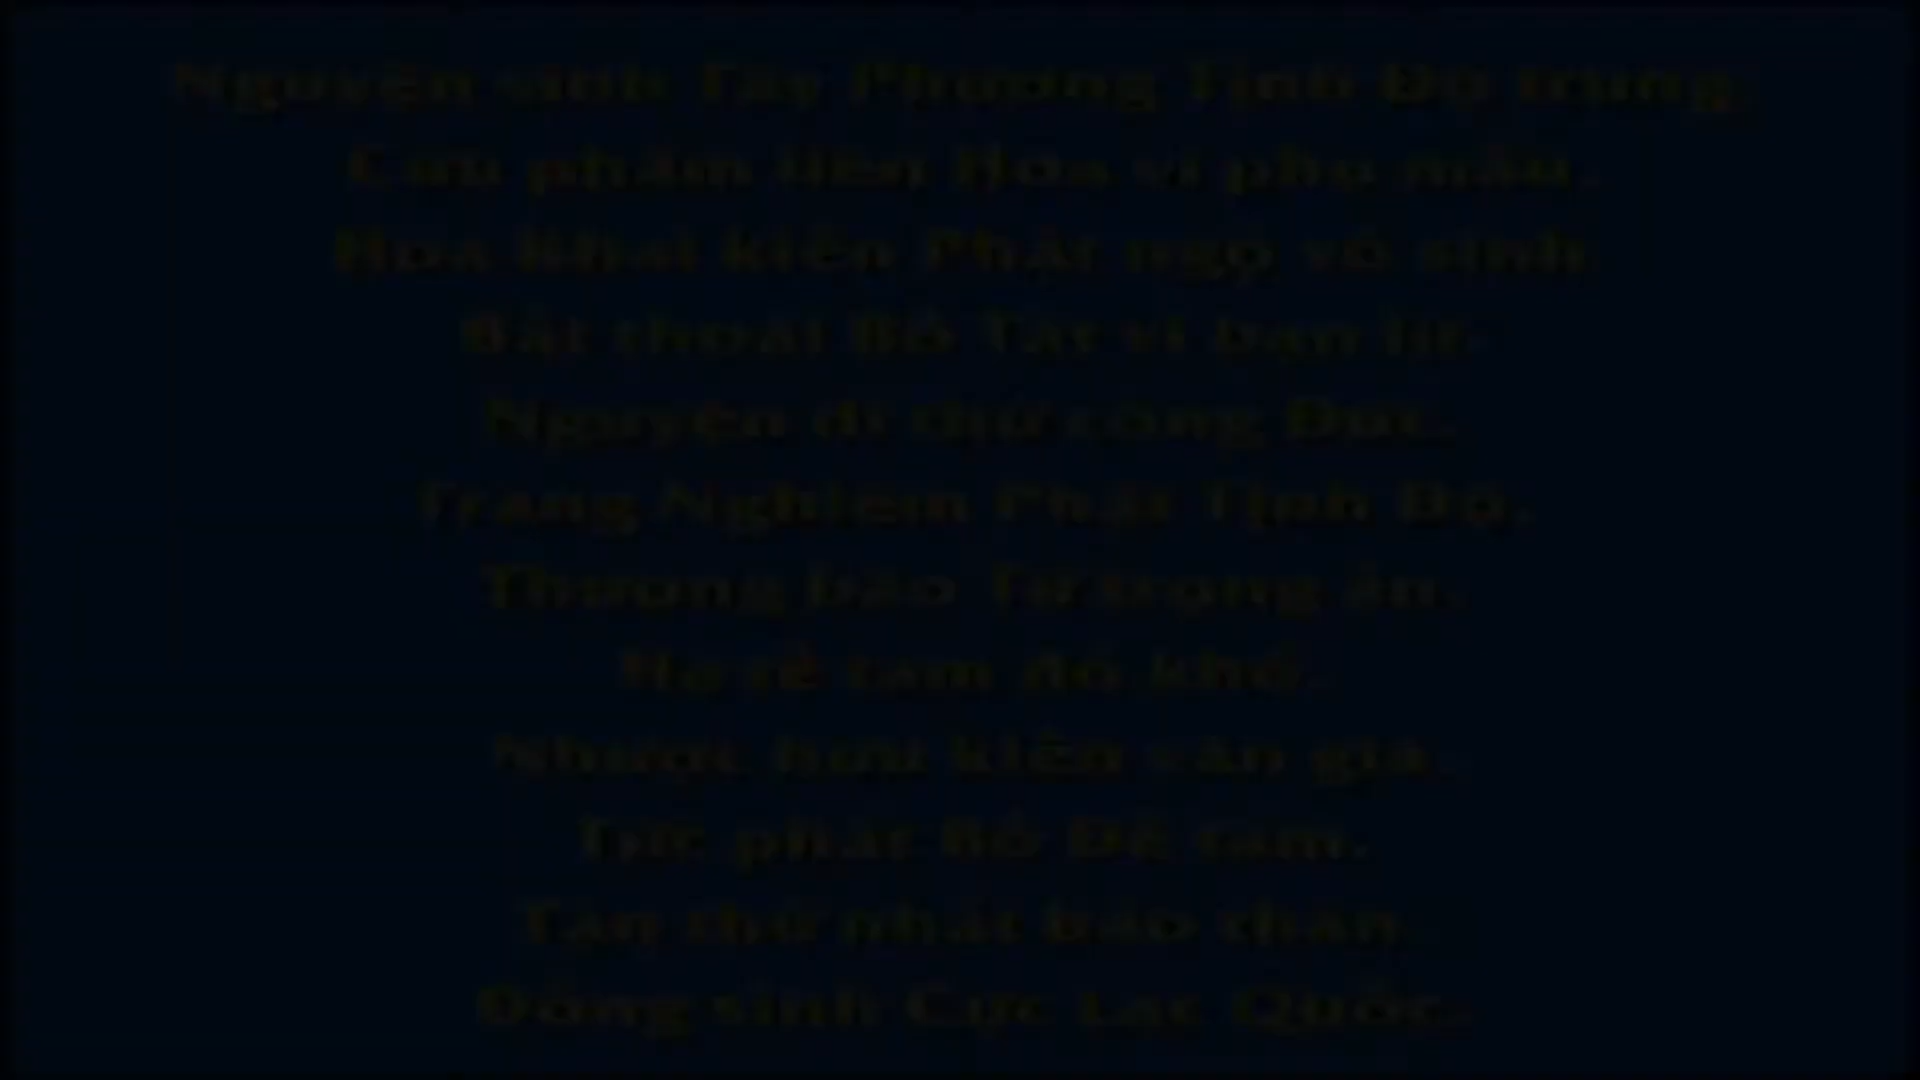 Nguyện sinh Tây Phương Tịnh Độ trung
Cửu phẩm liên Hoa vi phụ mẫu.
Hoa Khai kiến Phật ngộ vô sinh
Bất thoái Bồ Tát vi bạn lữ.
Nguyện dĩ thử công Đức.
Trang Nghiêm Phật Tịnh Độ.
Thượng báo Tứ trọng ân.
Hạ tế tam đồ khổ.
Nhược hữu kiến văn giả.
Tức phát Bồ Đề tâm.
Tận thử nhất báo thân.
Đồng sinh Cực Lạc Quốc.